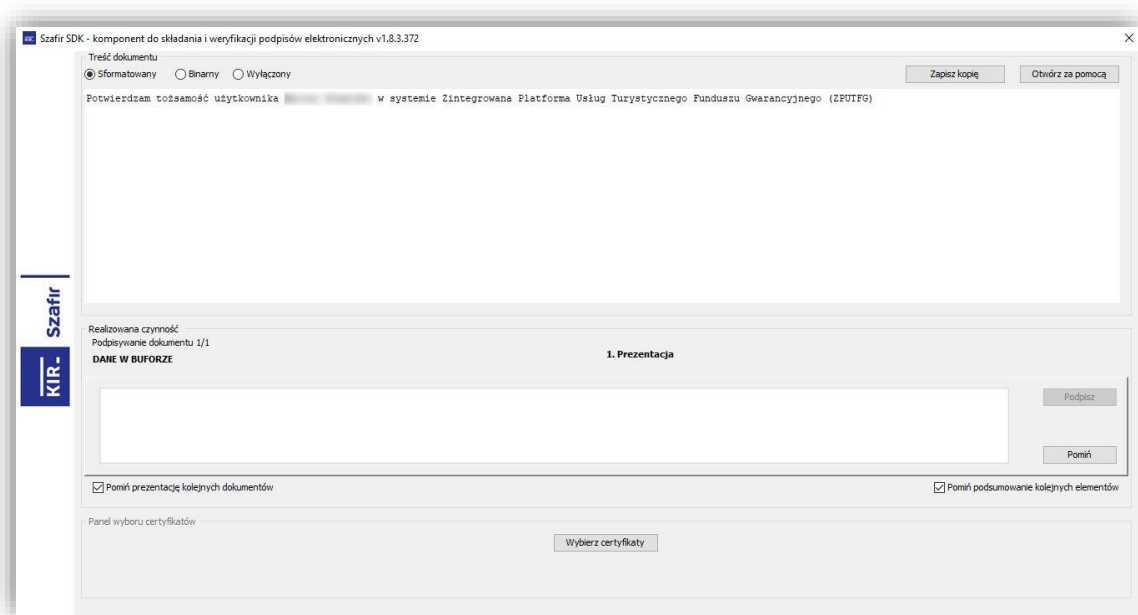 Szafir SDK - komponent do składania i weryfikacji podpisów elektronicznych v1.8.3.372
Treść dokumentu
Sformatowany Binarny Wyłączony Zapisz kopię Otwórz za pomocą
Potwierdzam tożsamość użytkownika w systemie Zintegrowana Platforma Usług Turystycznego Funduszu Gwarancyjnego (ZPUTFG)
KIR Szafir
Realizowana czynność
Podpisywanie dokumentu 1/1
DANE W BUFORZE
1. Prezentacja
Podpisz
Pomiń
Pomiń prezentację kolejnych dokumentów Pomiń podsumowanie kolejnych elementów
Panel wyboru certyfikatów
Wybierz certyfikaty